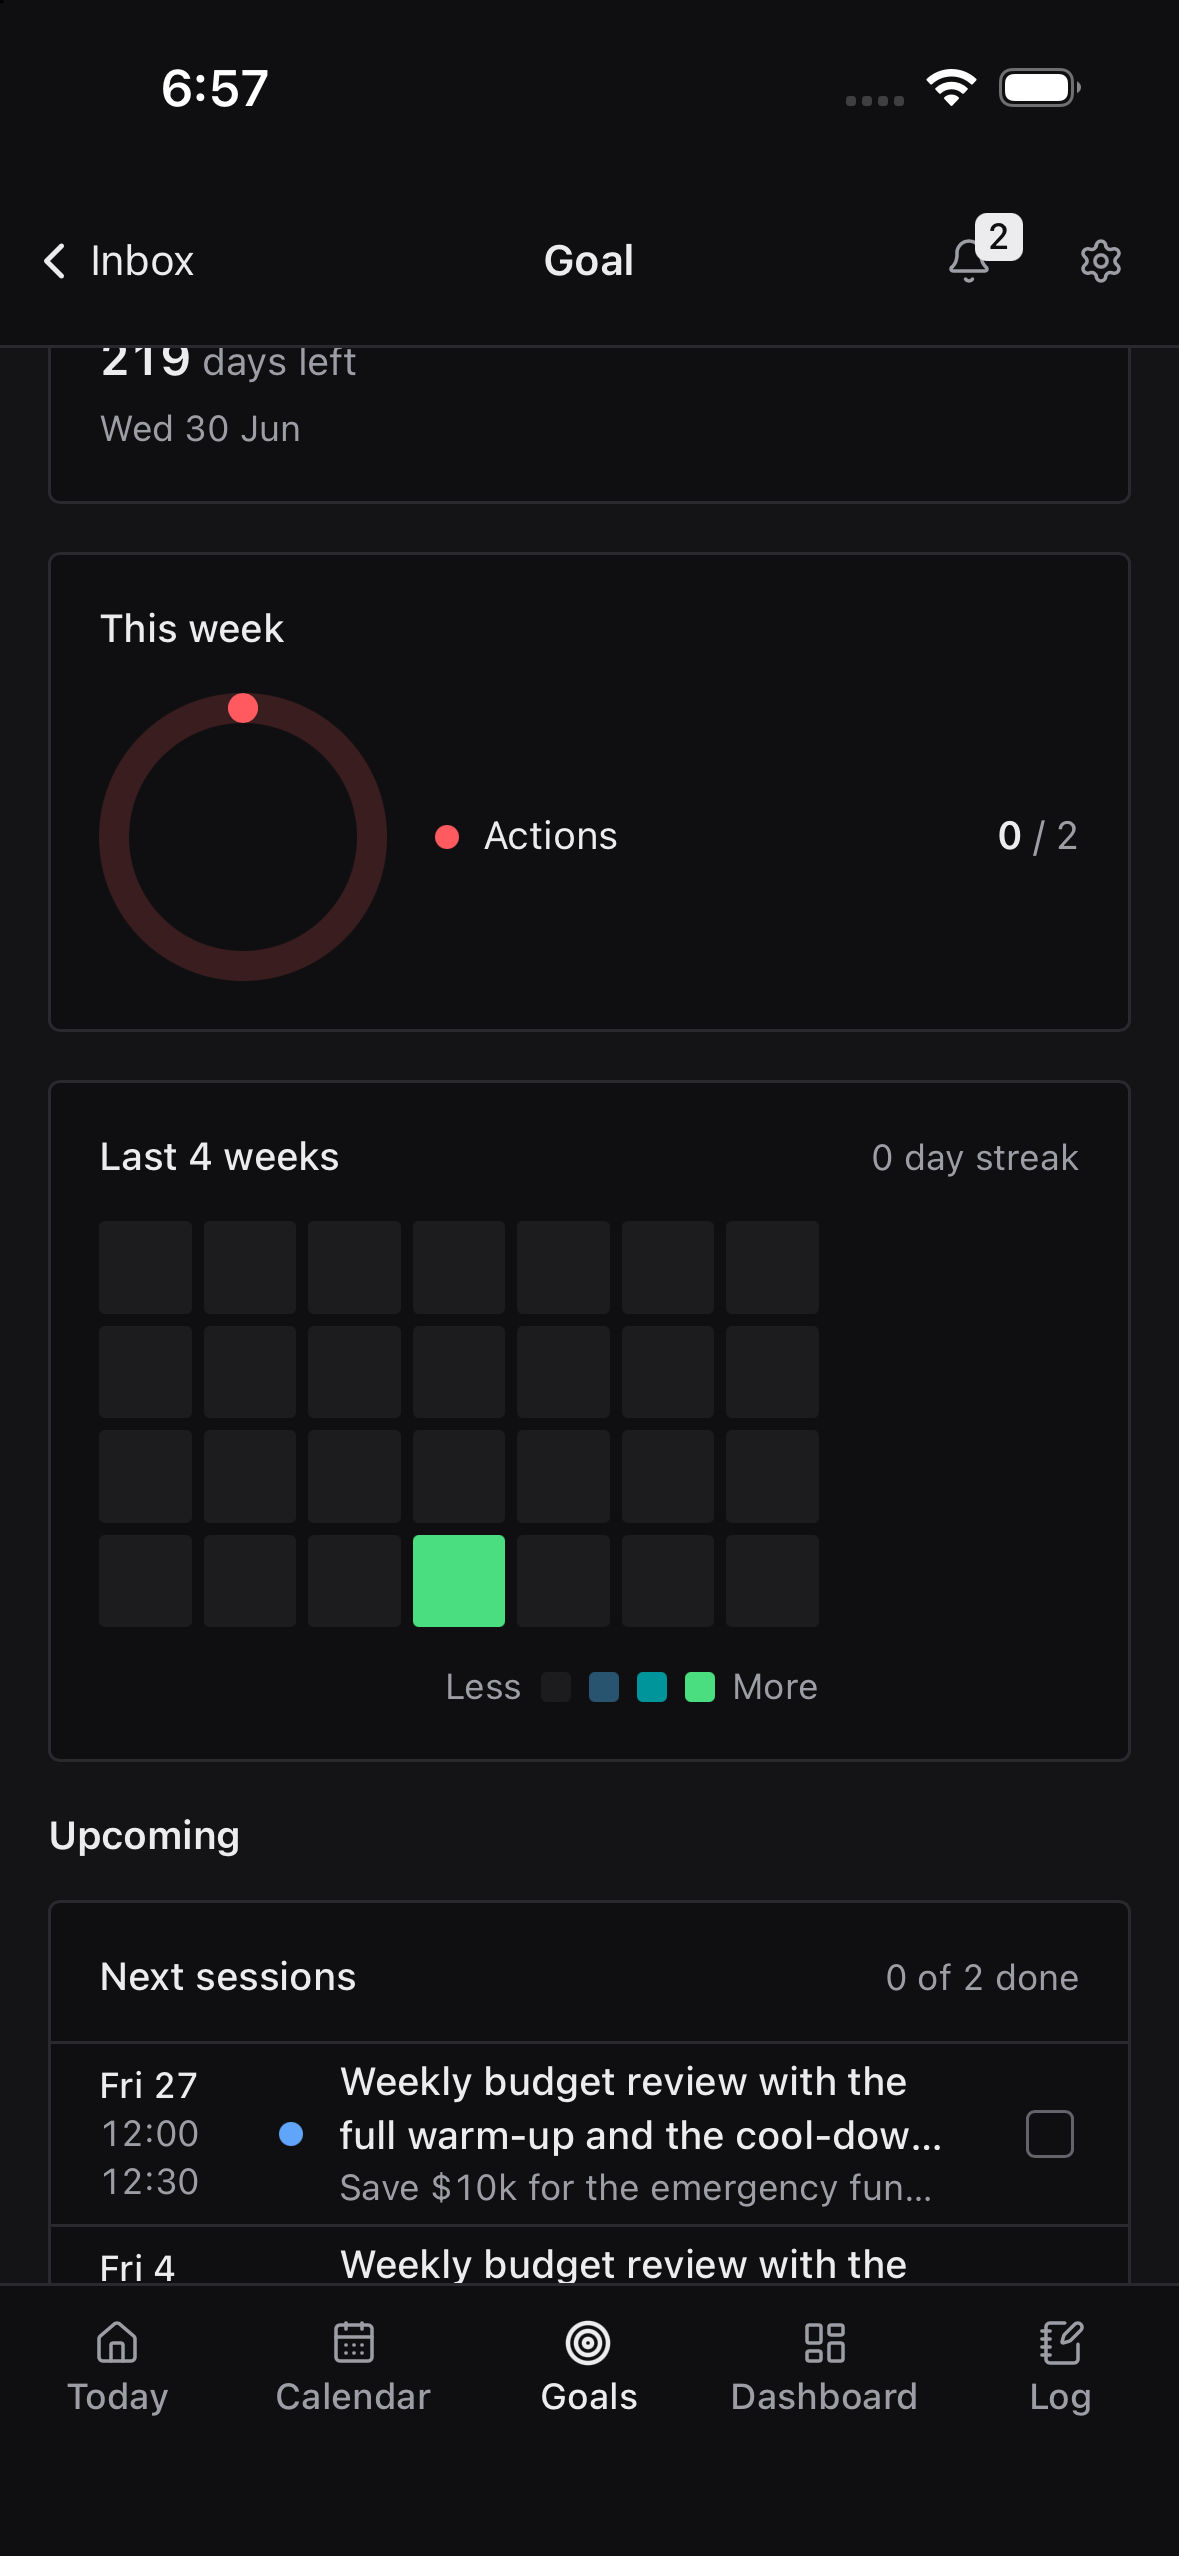 6:57
Inbox
Goal
2
219 days left
Wed 30 Jun
This week
Actions
0 / 2
Last 4 weeks
0 day streak
Less
More
Upcoming
Next sessions
0 of 2 done
Fri 27
12:00
12:30
Weekly budget review with the
full warm-up and the cool-dow...
Save $10k for the emergency fun...
Fri 4
Weekly budget review with the
Today
Calendar
Goals
Dashboard
Log